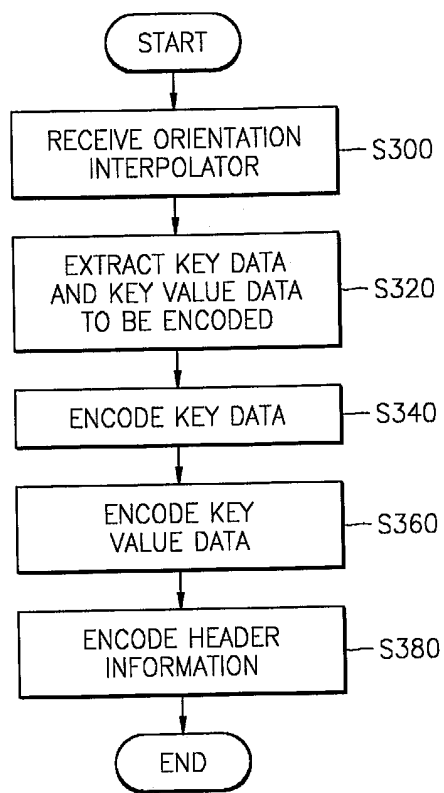 START
RECEIVE ORIENTATION
INTERPOLATOR
S300
EXTRACT KEY DATA
AND KEY VALUE DATA
TO BE ENCODED
S320
ENCODE KEY DATA
S340
ENCODE KEY
VALUE DATA
S360
ENCODE HEADER
INFORMATION
S380
END